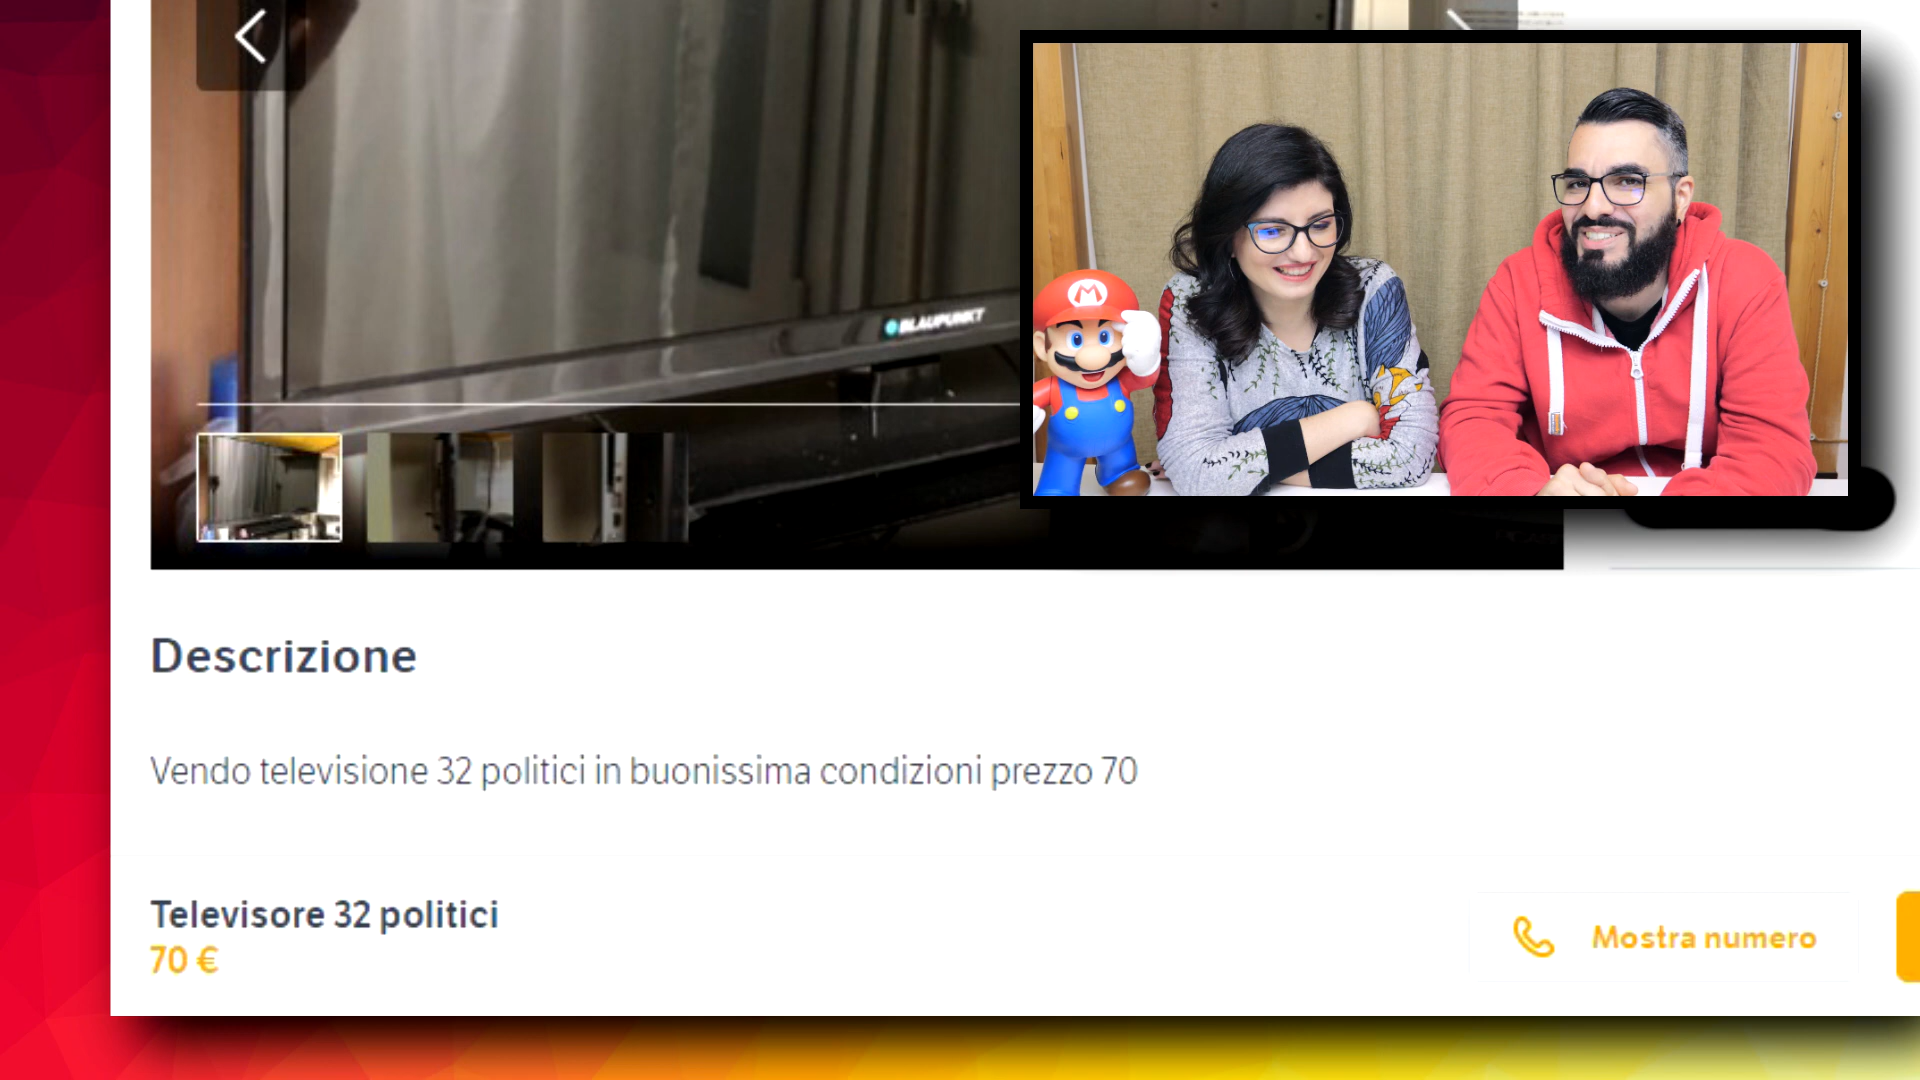 BLAUPUNKT
M
Descrizione
Vendo televisione 32 politici in buonissima condizioni prezzo 70
Televisore 32 politici
70 €
Mostra numero